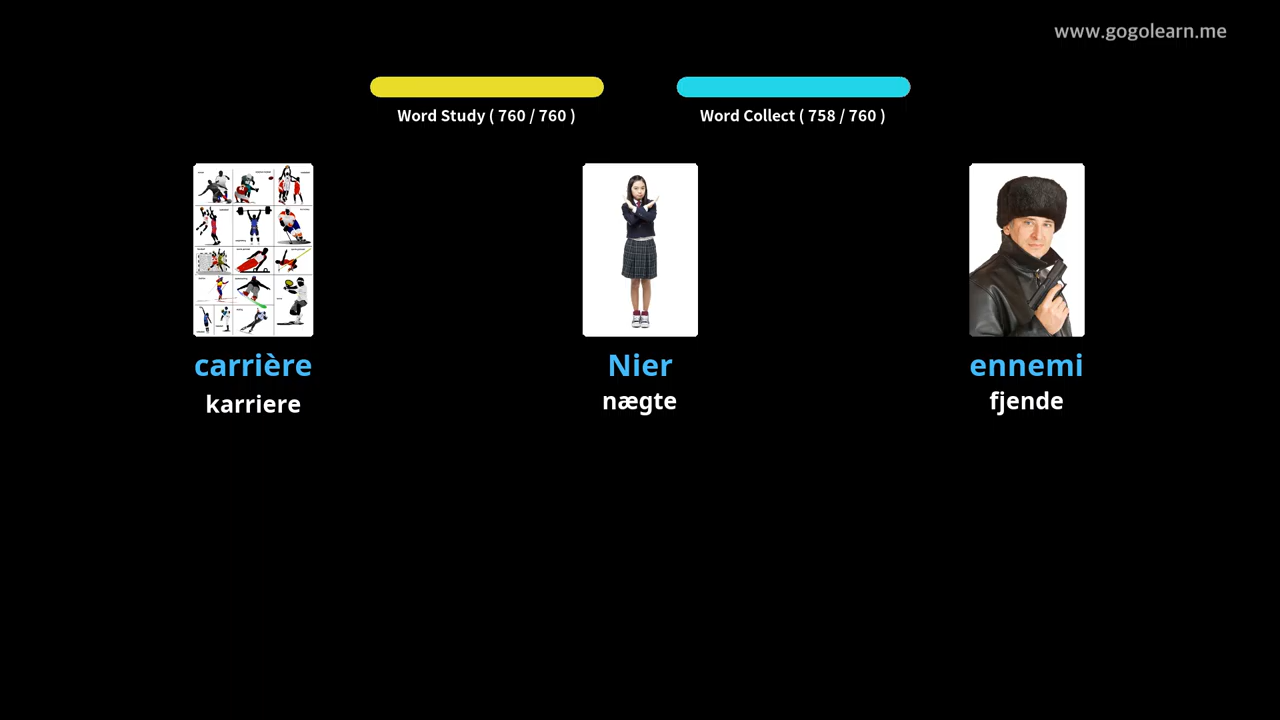 www.gogolearn.me
Word Study ( 760 / 760 )
Word Collect ( 758 / 760 )
carrière
Nier
ennemi
karriere
nægte
fjende